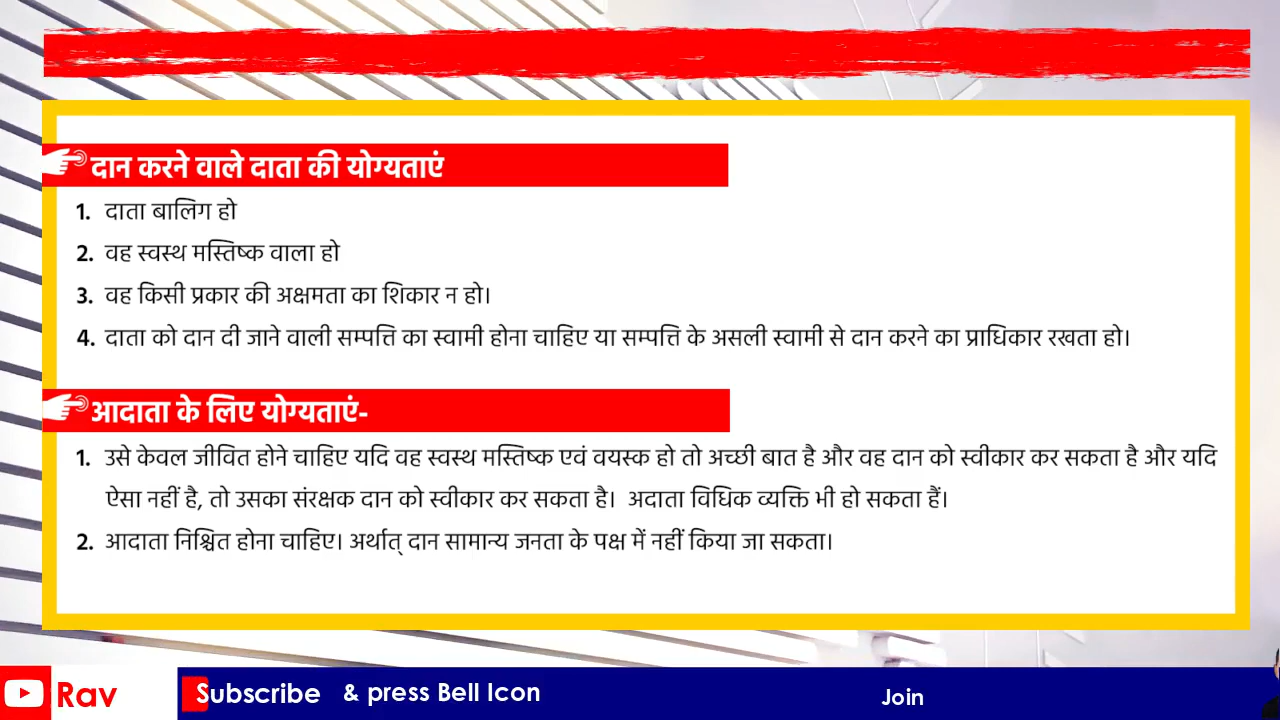 दान करने वाले दाता की योग्यताएं
1. दाता बालिग हो
2. वह स्वस्थ मस्तिष्क वाला हो
3. वह किसी प्रकार की अक्षमता का शिकार न हो।
4. दाता को दान दी जाने वाली सम्पत्ति का स्वामी होना चाहिए या सम्पत्ति के असली स्वामी से दान करने का प्राधिकार रखता हो।
आदाता के लिए योग्यताएं-
1. उसे केवल जीवित होने चाहिए यदि वह स्वस्थ मस्तिष्क एवं वयस्क हो तो अच्छी बात है और वह दान को स्वीकार कर सकता है और यदि
ऐसा नहीं है, तो उसका संरक्षक दान को स्वीकार कर सकता है। अदाता विधिक व्यक्ति भी हो सकता हैं।
2. आदाता निश्चित होना चाहिए। अर्थात् दान सामान्य जनता के पक्ष में नहीं किया जा सकता।
Rav Subscribe & press Bell Icon Join